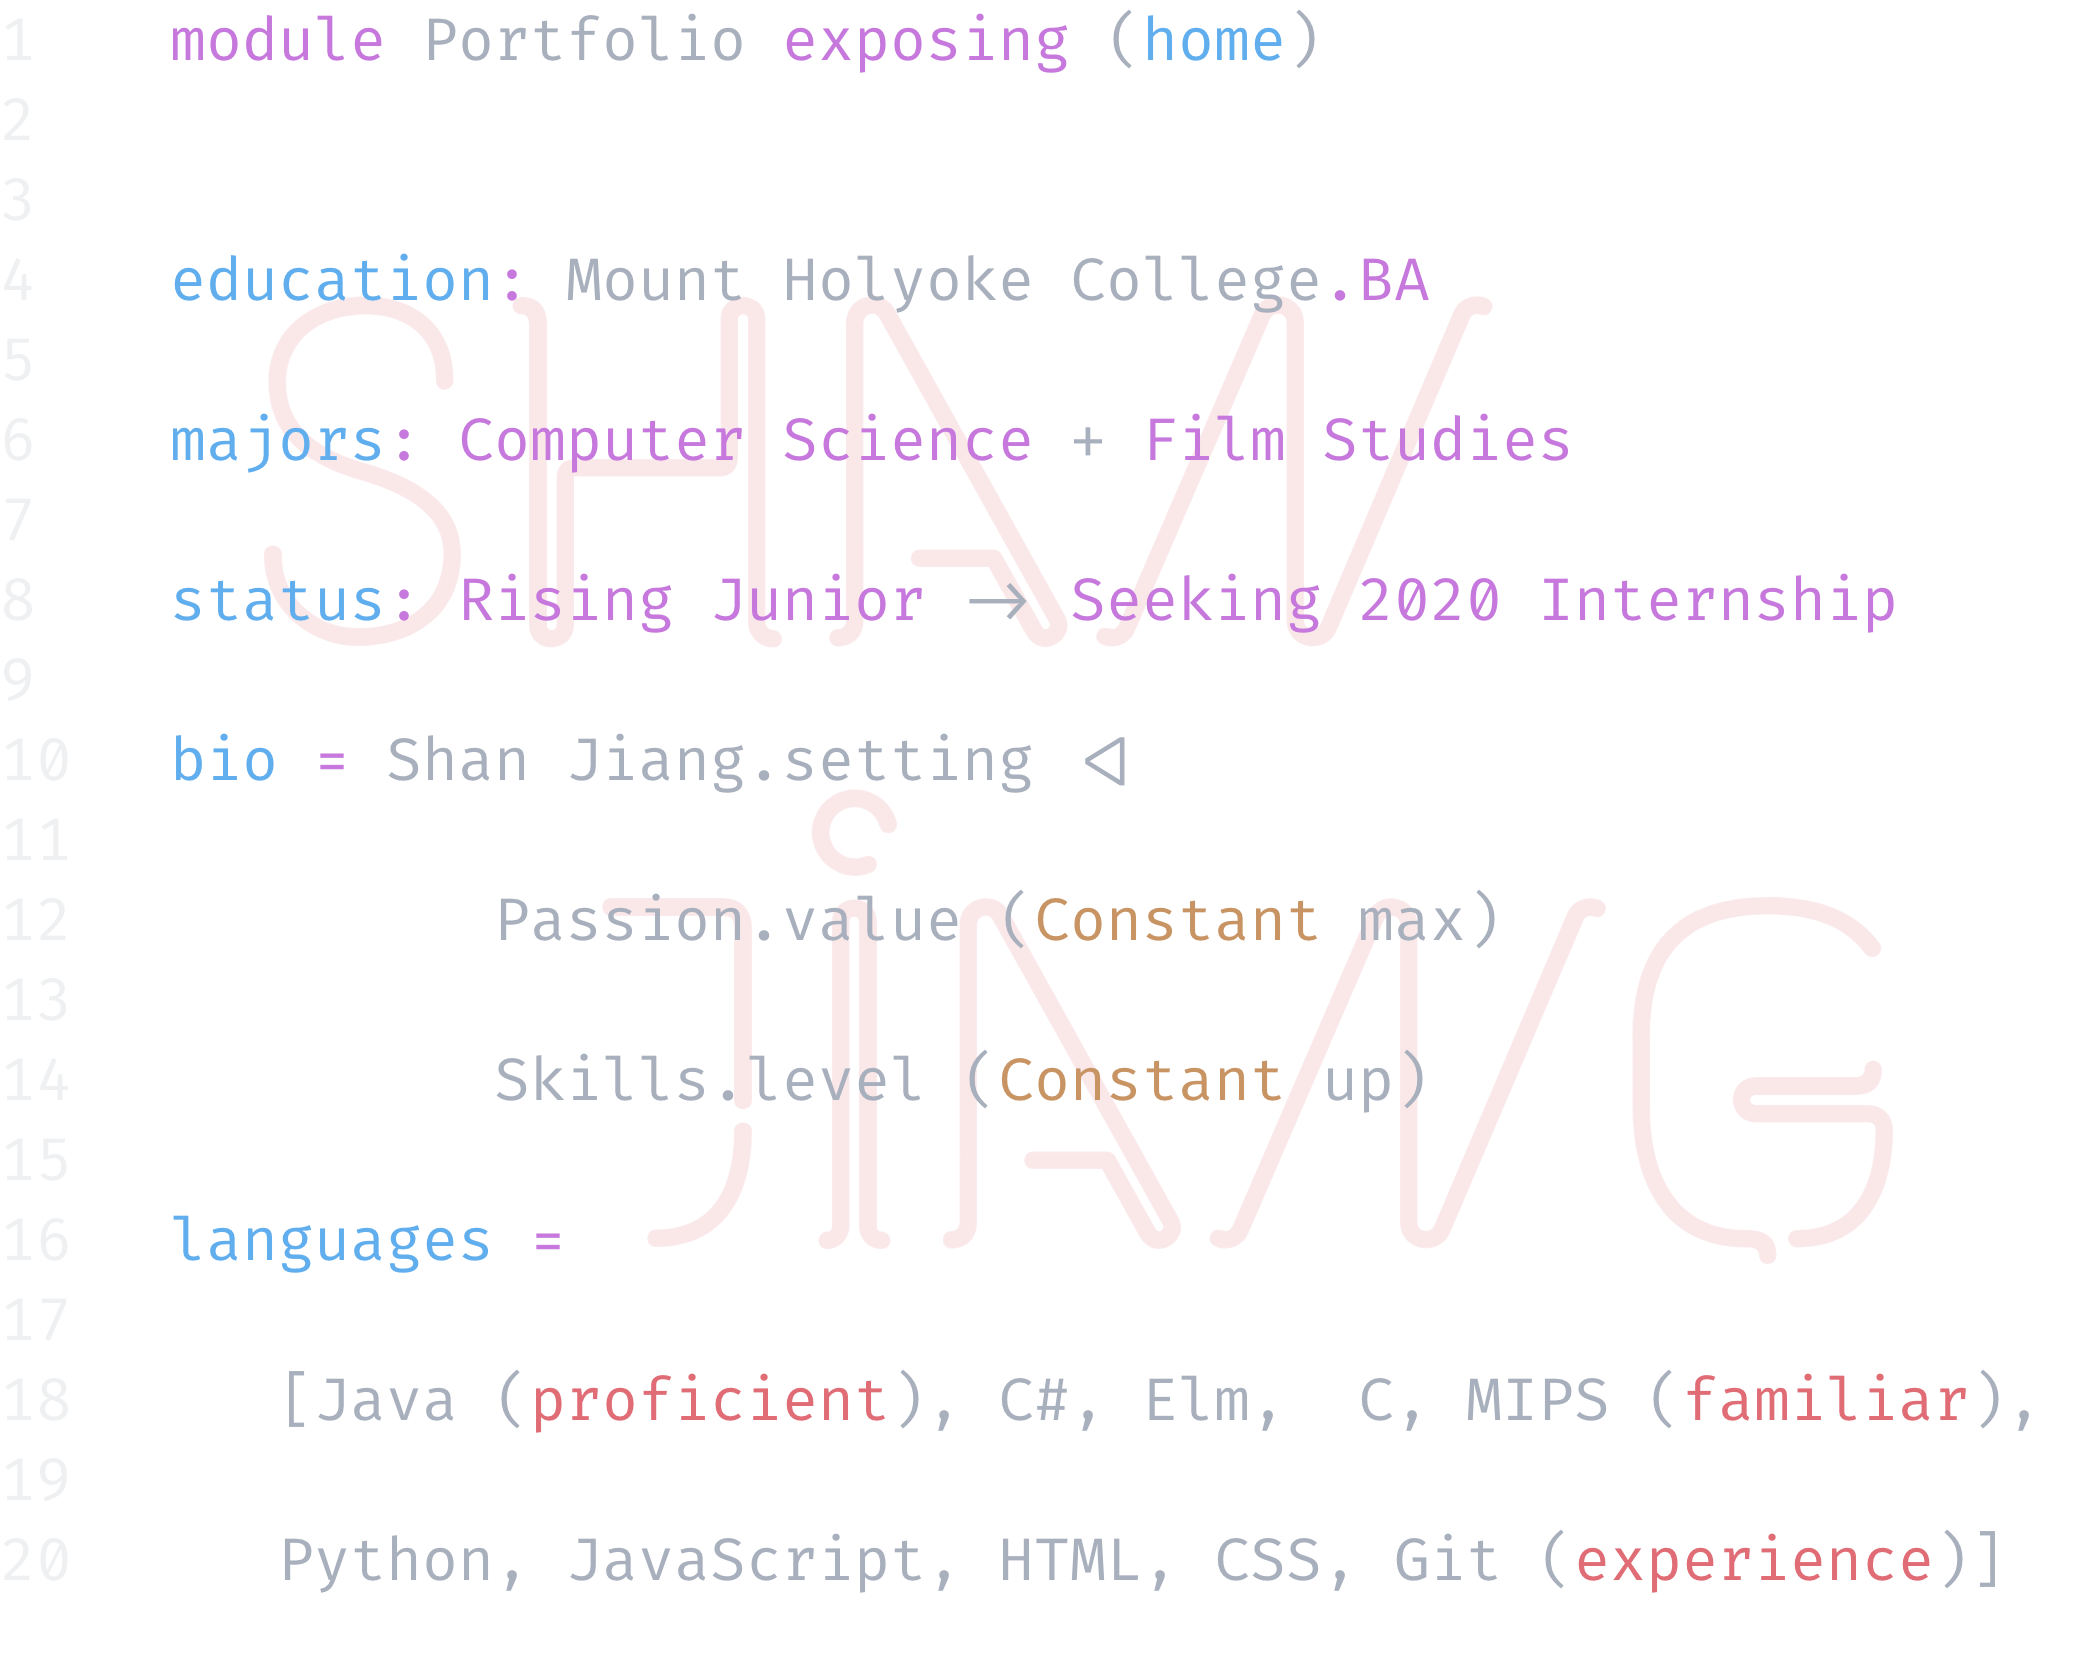 1 module Portfolio exposing (home)
2
3
4 education: Mount Holyoke College.BA
5
6 majors: Computer Science + Film Studies
7
8 status: Rising Junior → Seeking 2020 Internship
9
10 bio = Shan Jiang.setting ◁
11
12 Passion.value (Constant max)
13
14 Skills.level (Constant up)
15
16 languages =
17
18 [Java (proficient), C#, Elm, C, MIPS (familiar),
19
20 Python, JavaScript, HTML, CSS, Git (experience)]
SHAN
JIANG